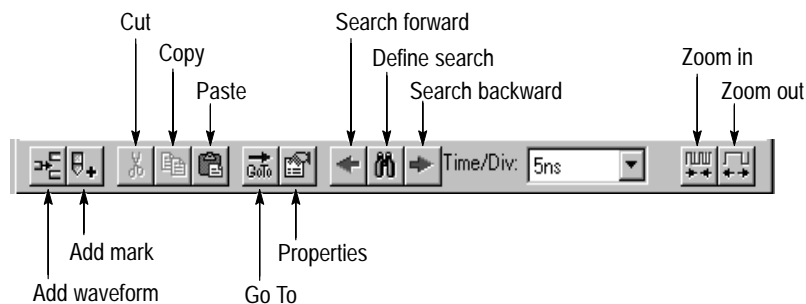 Cut
Search forward
Copy
Define search
Zoom in
Paste
Search backward
Zoom out
GoTo
Time/Div:
5ns
Add mark
Properties
Add waveform
Go To